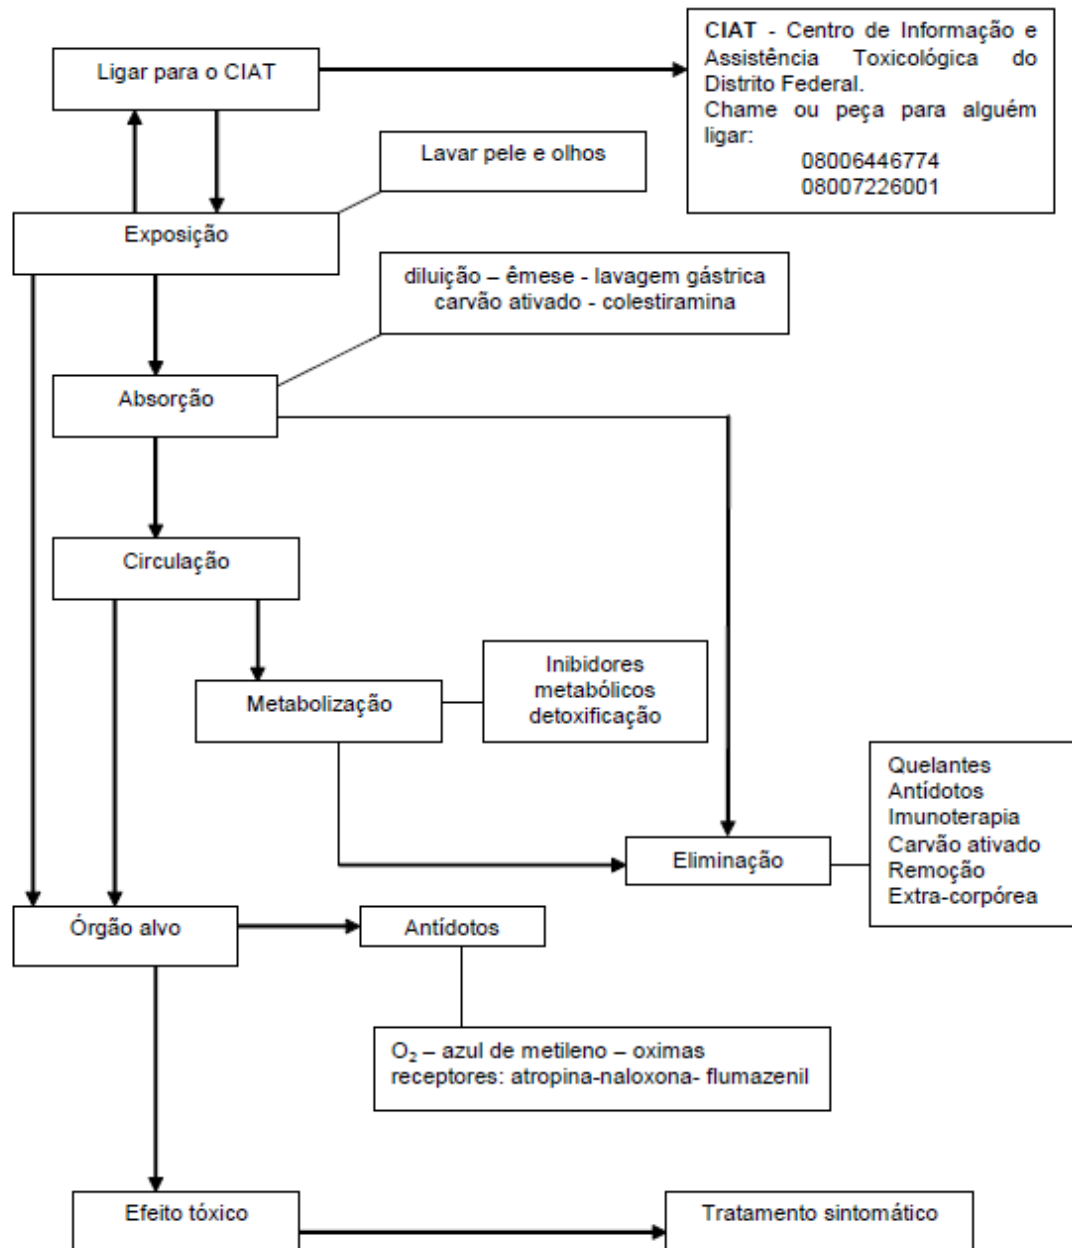 Ligar para o CIAT
CIAT - Centro de Informação e
Assistência Toxicológica do
Distrito Federal.
Chame ou peça para alguém
ligar:
08006446774
08007226001
Lavar pele e olhos
Exposição
diluição – êmese - lavagem gástrica
carvão ativado - colestiramina
Absorção
Circulação
Metabolização
Inibidores
metabólicos
detoxificação
Quelantes
Antídotos
Imunoterapia
Carvão ativado
Remoção
Extra-corpórea
Eliminação
Órgão alvo
Antídotos
O₂ – azul de metileno – oximas
receptores: atropina-naloxona- flumazenil
Efeito tóxico
Tratamento sintomático